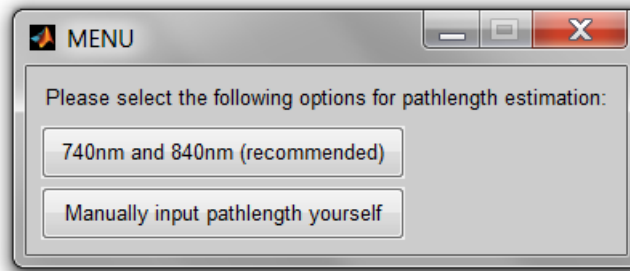 MENU
Please select the following options for pathlength estimation:
740nm and 840nm (recommended)
Manually input pathlength yourself